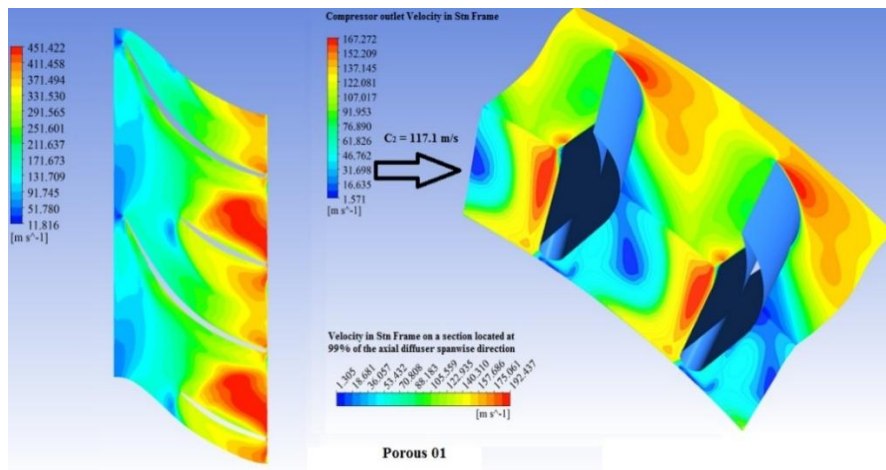 Compressor outlet Velocity in Stn Frame
451.422
411.458
371.494
331.530
291.565
251.601
211.637
171.673
131.709
91.745
51.780
11.816
[m s^-1]
167.272
152.209
137.145
122.081
107.017
91.953
76.890
61.826
46.762
31.698
16.635
1.571
[m s^-1]
C2 = 117.1 m/s
Velocity in Stn Frame on a section located at
99% of the axial diffuser spanwise direction
1.305 18.681 36.057 53.432 70.808 88.183 105.559 122.935 140.310 157.686 175.061 192.437
[m s^-1]
Porous 01